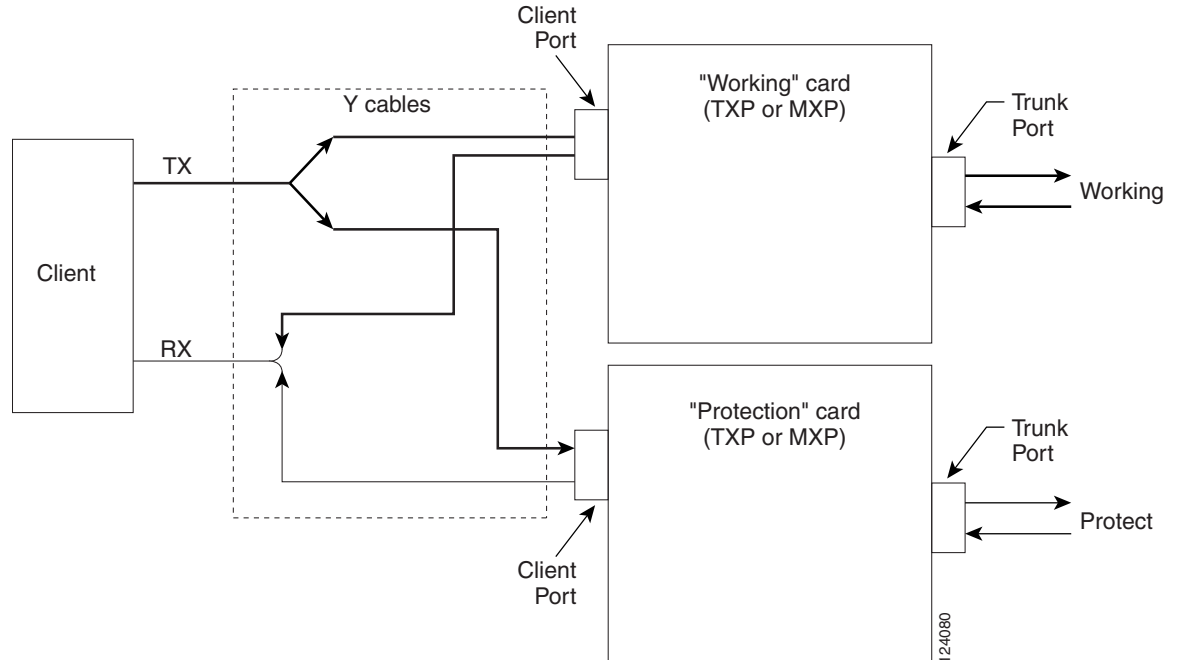 Client
Port
"Working" card
(TXP or MXP)
Trunk
Port
Y cables
TX
Working
Client
RX
"Protection" card
(TXP or MXP)
Trunk
Port
Protect
Client
Port
124080